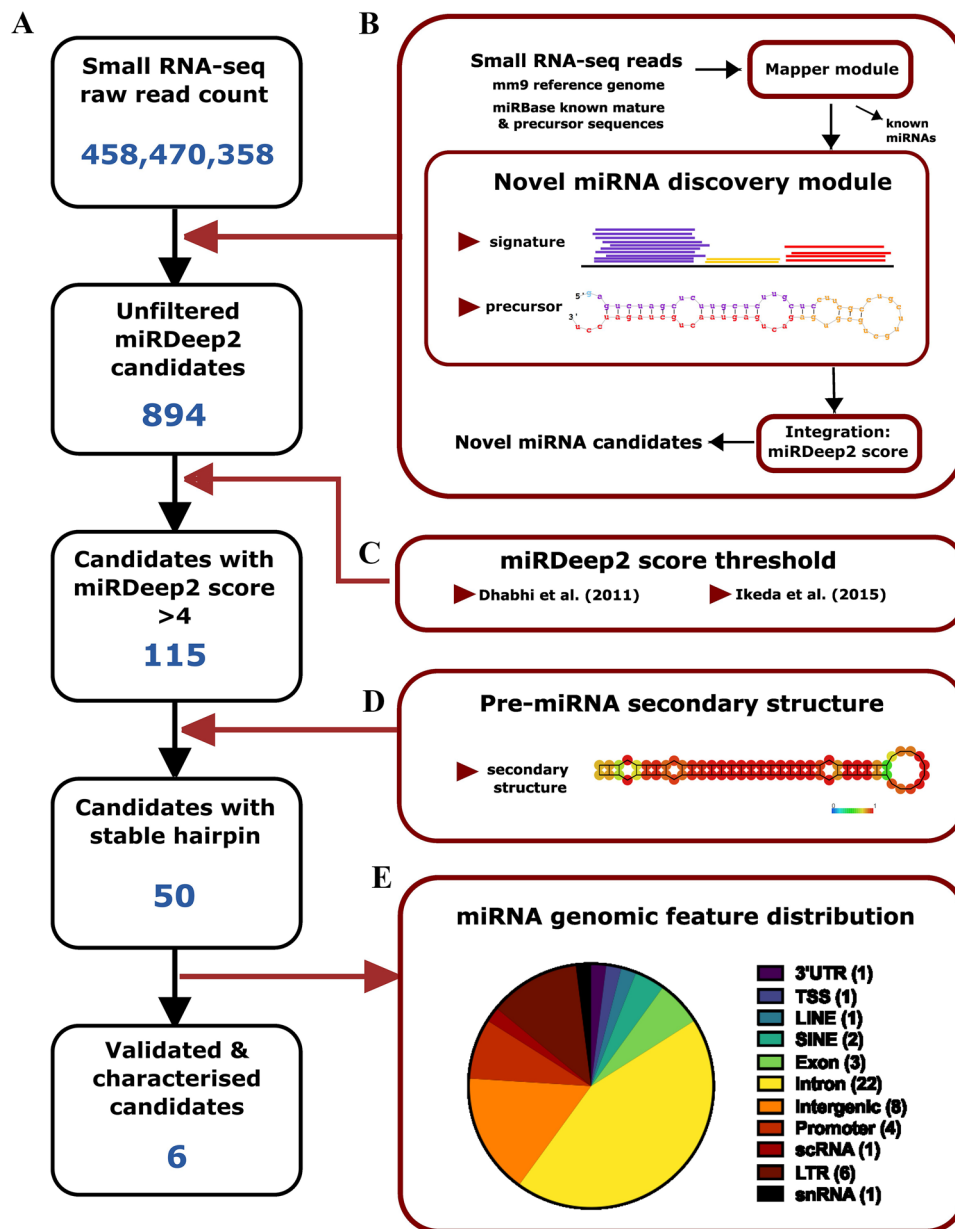 A
Small RNA-seq
raw read count
458,470,358
Unfiltered
miRDeep2
candidates
894
Candidates with
miRDeep2 score
>4
115
Candidates with
stable hairpin
50
Validated &
characterised
candidates
6
B
Small RNA-seq reads
mm9 reference genome
miRBase known mature
& precursor sequences
Mapper module
known
miRNAs
Novel miRNA discovery module
signature
precursor
5'
3'
Integration:
miRDeep2 score
Novel miRNA candidates
C
miRDeep2 score threshold
Dhabhi et al. (2011)
Ikeda et al. (2015)
D
Pre-miRNA secondary structure
secondary
structure
0
1
E
miRNA genomic feature distribution
3'UTR (1)
TSS (1)
LINE (1)
SINE (2)
Exon (3)
Intron (22)
Intergenic (8)
Promoter (4)
scRNA (1)
LTR (6)
snRNA (1)